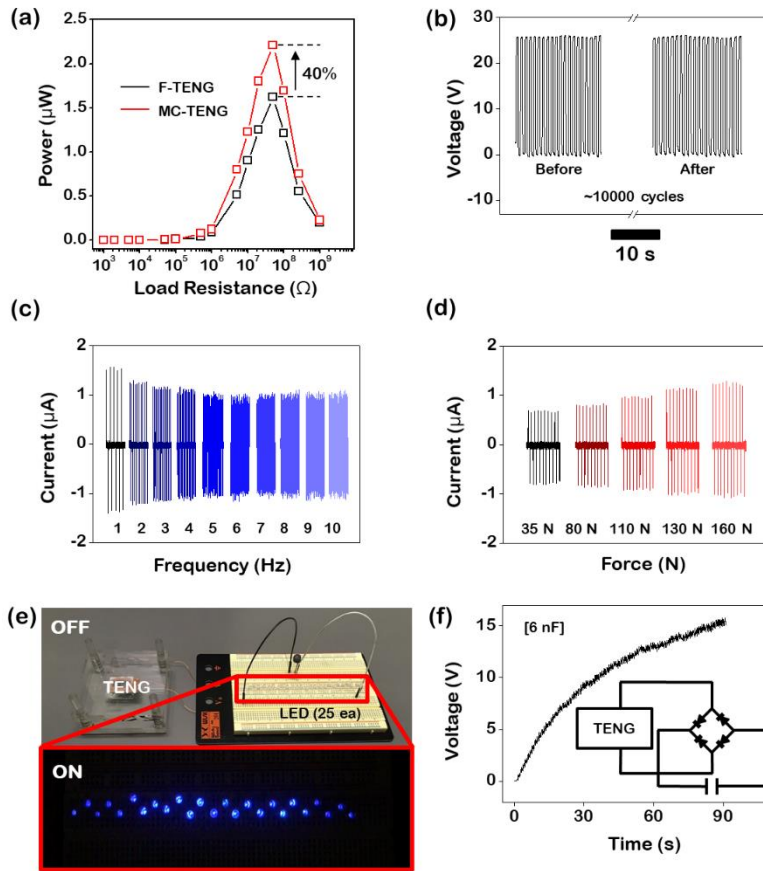 (a)
3.0
2.5
2.0
1.5
1.0
0.5
0.0
Power (μW)
F-TENG
MC-TENG
40%
10³ 10⁴ 10⁵ 10⁶ 10⁷ 10⁸ 10⁹
Load Resistance (Ω)
(b)
30
20
10
0
-10
Voltage (V)
Before
After
~10000 cycles
10 s
(c)
2
1
0
-1
-2
Current (μA)
1 2 3 4 5 6 7 8 9 10
Frequency (Hz)
(d)
2
1
0
-1
-2
Current (μA)
35 N 80 N 110 N 130 N 160 N
Force (N)
(e)
OFF
TENG
LED (25 ea)
ON
(f)
[6 nF]
15
10
5
0
Voltage (V)
TENG
0 30 60 90
Time (s)